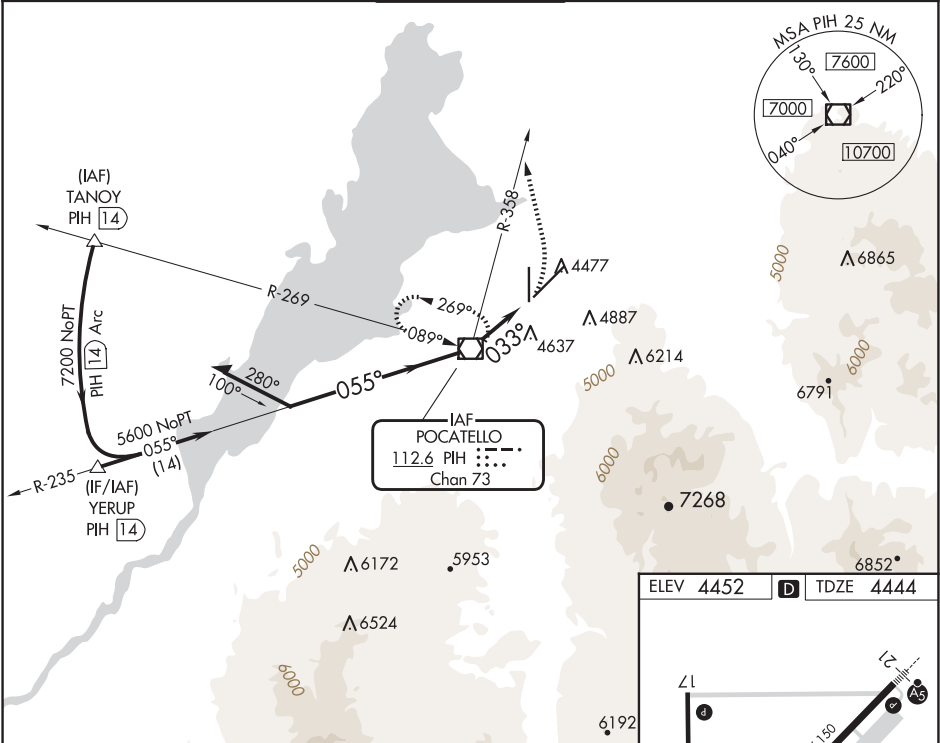 MSA PIH 25 NM
130°
7600
220°
7000
040°
10700
(IAF)
TANOY
PIH 14
R-358
4477
6865
5000
R-269
269°
089°
4887
033°
4637
6214
6000
7200 NoPT
PIH 14 Arc
280°
100°
055°
5000
6791
5600 NoPT
055°
(14)
IAF
POCATELLO
112.6 PIH
Chan 73
R-235
(IF/IAF)
YERUP
PIH 14
6000
7268
5000
6172
5953
6852
ELEV 4452 D TDZE 4444
6524
6000
21
17
A5
P
P
150
6192